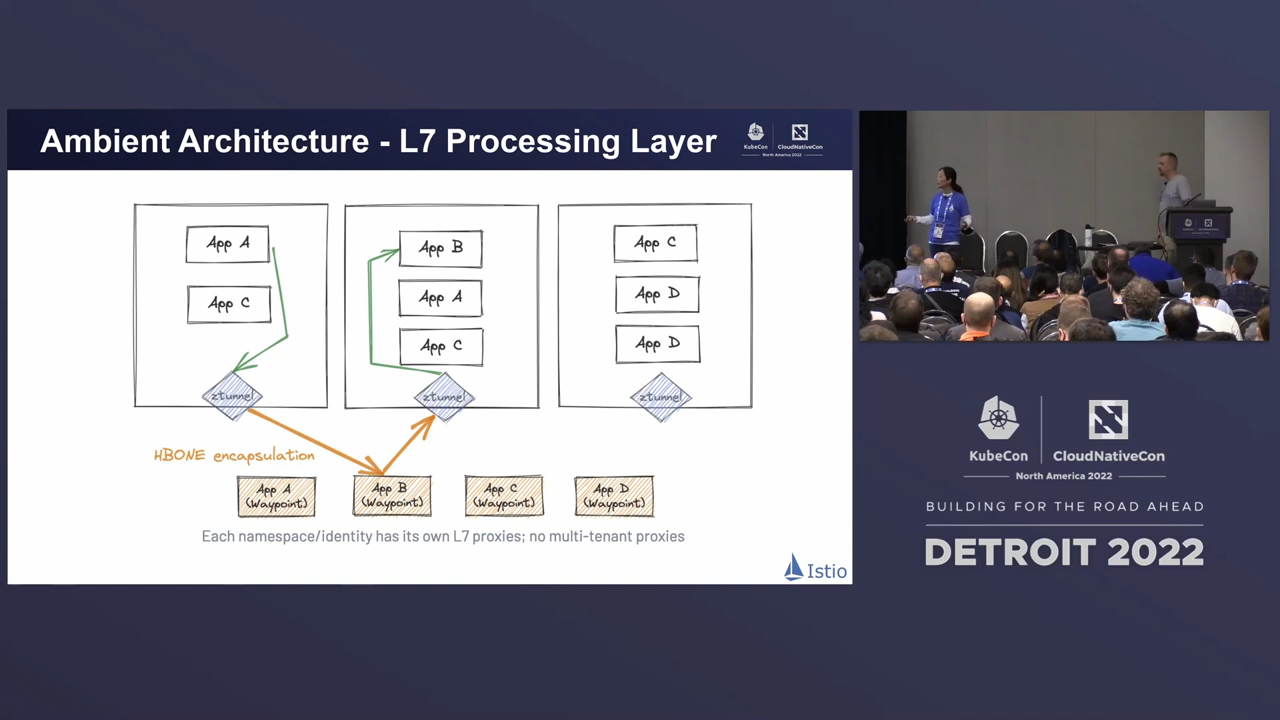 Ambient Architecture - L7 Processing Layer
KubeCon
CloudNativeCon
North America 2022
App A
App C
ztunnel
App B
App A
App C
ztunnel
App C
App D
App D
ztunnel
HBONE encapsulation
App A
(Waypoint)
App B
(Waypoint)
App C
(Waypoint)
App D
(Waypoint)
Each namespace/identity has its own L7 proxies; no multi-tenant proxies
Istio
KubeCon
CloudNativeCon
North America 2022
BUILDING FOR THE ROAD AHEAD
DETROIT 2022